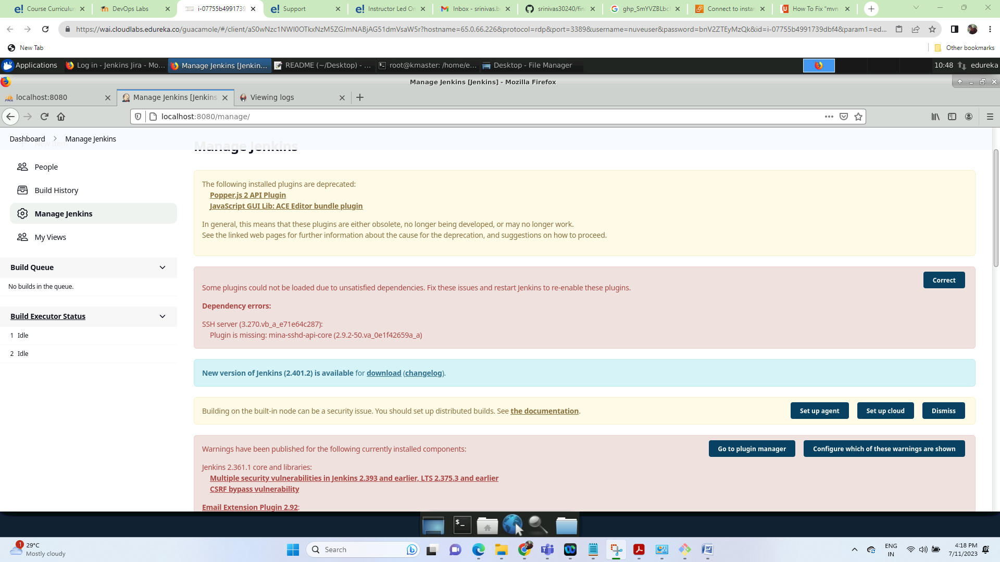 Course Curriculun
DevOps Labs
i-07755b4991739
Support
Instructor Led On
Inbox - srinivas.b
srinivas30240/fin
ghp_SmYVZBLbcl
Connect to instan
How To Fix "mvn
https://wai.cloudlabs.edureka.co/guacamole/#/client/aS0wNzc1NWI0OTkxNzM5ZGJmNABjAG51dmVsaW5r?hostname=65.0.66.226&protocol=rdp&port=3389&username=nuveuser&password=bnV2ZTEyMzQk&id=i-07755b4991739dbf4&param1=ed...
New Tab
Other bookmarks
Applications
Log in - Jenkins Jira - Mo...
Manage Jenkins [Jenkin...
README (~/Desktop) - ...
root@kmaster: /home/e...
Desktop - File Manager
10:48
edureka
Manage Jenkins [Jenkins] - Mozilla Firefox
localhost:8080
Manage Jenkins [Jenkins
Viewing logs
localhost:8080/manage/
Dashboard
Manage Jenkins
New Item
Manage Jenkins
People
Build History
Manage Jenkins
My Views
Build Queue
No builds in the queue.
Build Executor Status
1 Idle
2 Idle
The following installed plugins are deprecated:
Popper.js 2 API Plugin
JavaScript GUI Lib: ACE Editor bundle plugin
In general, this means that these plugins are either obsolete, no longer being developed, or may no longer work.
See the linked web pages for further information about the cause for the deprecation, and suggestions on how to proceed.
Correct
Some plugins could not be loaded due to unsatisfied dependencies. Fix these issues and restart Jenkins to re-enable these plugins.
Dependency errors:
SSH server (3.270.vb_a_e71e64c287):
Plugin is missing: mina-sshd-api-core (2.9.2-50.va_0e1f42659a_a)
New version of Jenkins (2.401.2) is available for download (changelog).
Building on the built-in node can be a security issue. You should set up distributed builds. See the documentation.
Set up agent
Set up cloud
Dismiss
Warnings have been published for the following currently installed components:
Go to plugin manager
Configure which of these warnings are shown
Jenkins 2.361.1 core and libraries:
Multiple security vulnerabilities in Jenkins 2.393 and earlier, LTS 2.375.3 and earlier
CSRF bypass vulnerability
Email Extension Plugin 2.92:
1
29°C
Mostly cloudy
Search
ENG
IN
4:18 PM
7/11/2023